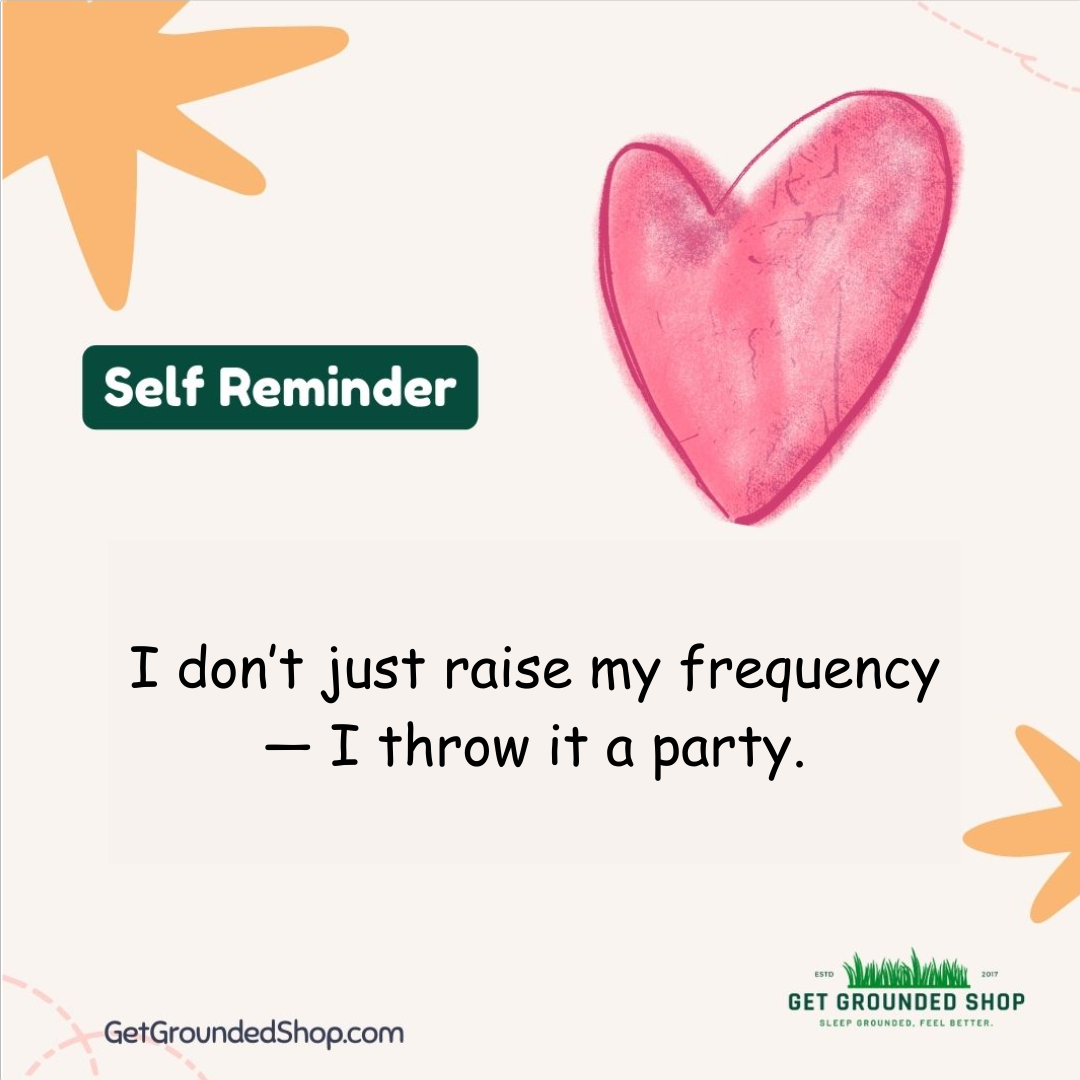 Self Reminder
I don't just raise my frequency
— I throw it a party.
ESTD 2017
GET GROUNDED SHOP
SLEEP GROUNDED, FEEL BETTER.
GetGroundedShop.com